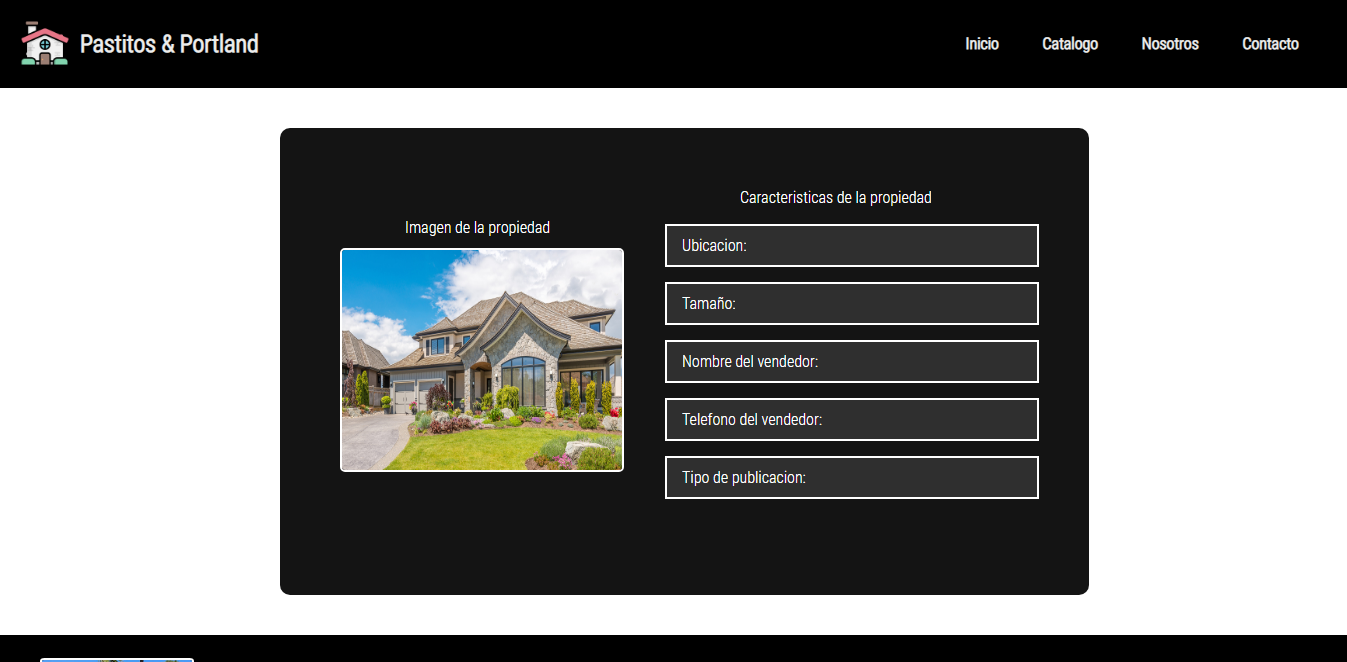 Pastitos & Portland
Inicio Catalogo Nosotros Contacto
Imagen de la propiedad
Caracteristicas de la propiedad
Ubicacion:
Tamaño:
Nombre del vendedor:
Telefono del vendedor:
Tipo de publicacion: